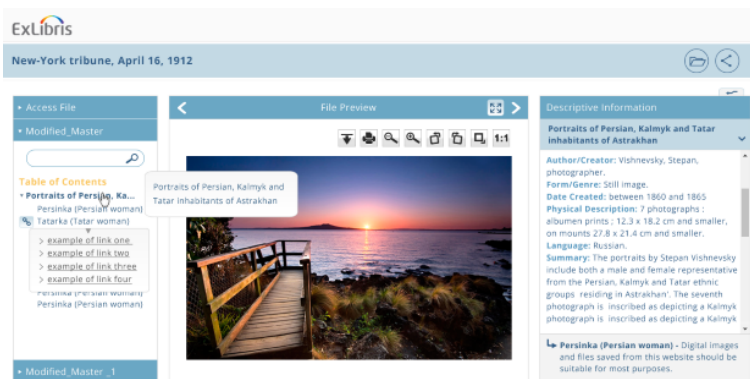 ExLibris
New-York tribune, April 16, 1912
Access File
Modified_Master
Table of Contents
Portraits of Persian, Ka...
Persinka (Persian woman)
Tatarka (Tatar woman)
> example of link one
> example of link two
> example of link three
> example of link four
Persinka (Persian woman)
Persinka (Persian woman)
Modified_Master _1
File Preview
1:1
Portraits of Persian, Kalmyk and
Tatar inhabitants of Astrakhan
Descriptive Information
Portraits of Persian, Kalmyk and Tatar
inhabitants of Astrakhan
Author/Creator: Vishnevsky, Stepan,
photographer.
Form/Genre: Still image.
Date Created: between 1860 and 1865
Physical Description: 7 photographs ;
albumen prints ; 12.3 x 18.2 cm and smaller,
on mounts 27.8 x 21.4 cm and smaller.
Language: Russian.
Summary: The portraits by Stepan Vishnevsky
include both a male and female representative
from the Persian, Kalmyk and Tatar ethnic
groups residing in Astrakhan'. The seventh
photograph is inscribed as depicting a Kalmyk
photograph is inscribed as depicting a Kalmyk
Persinka (Persian woman) - Digital images
and files saved from this website should be
suitable for most purposes.